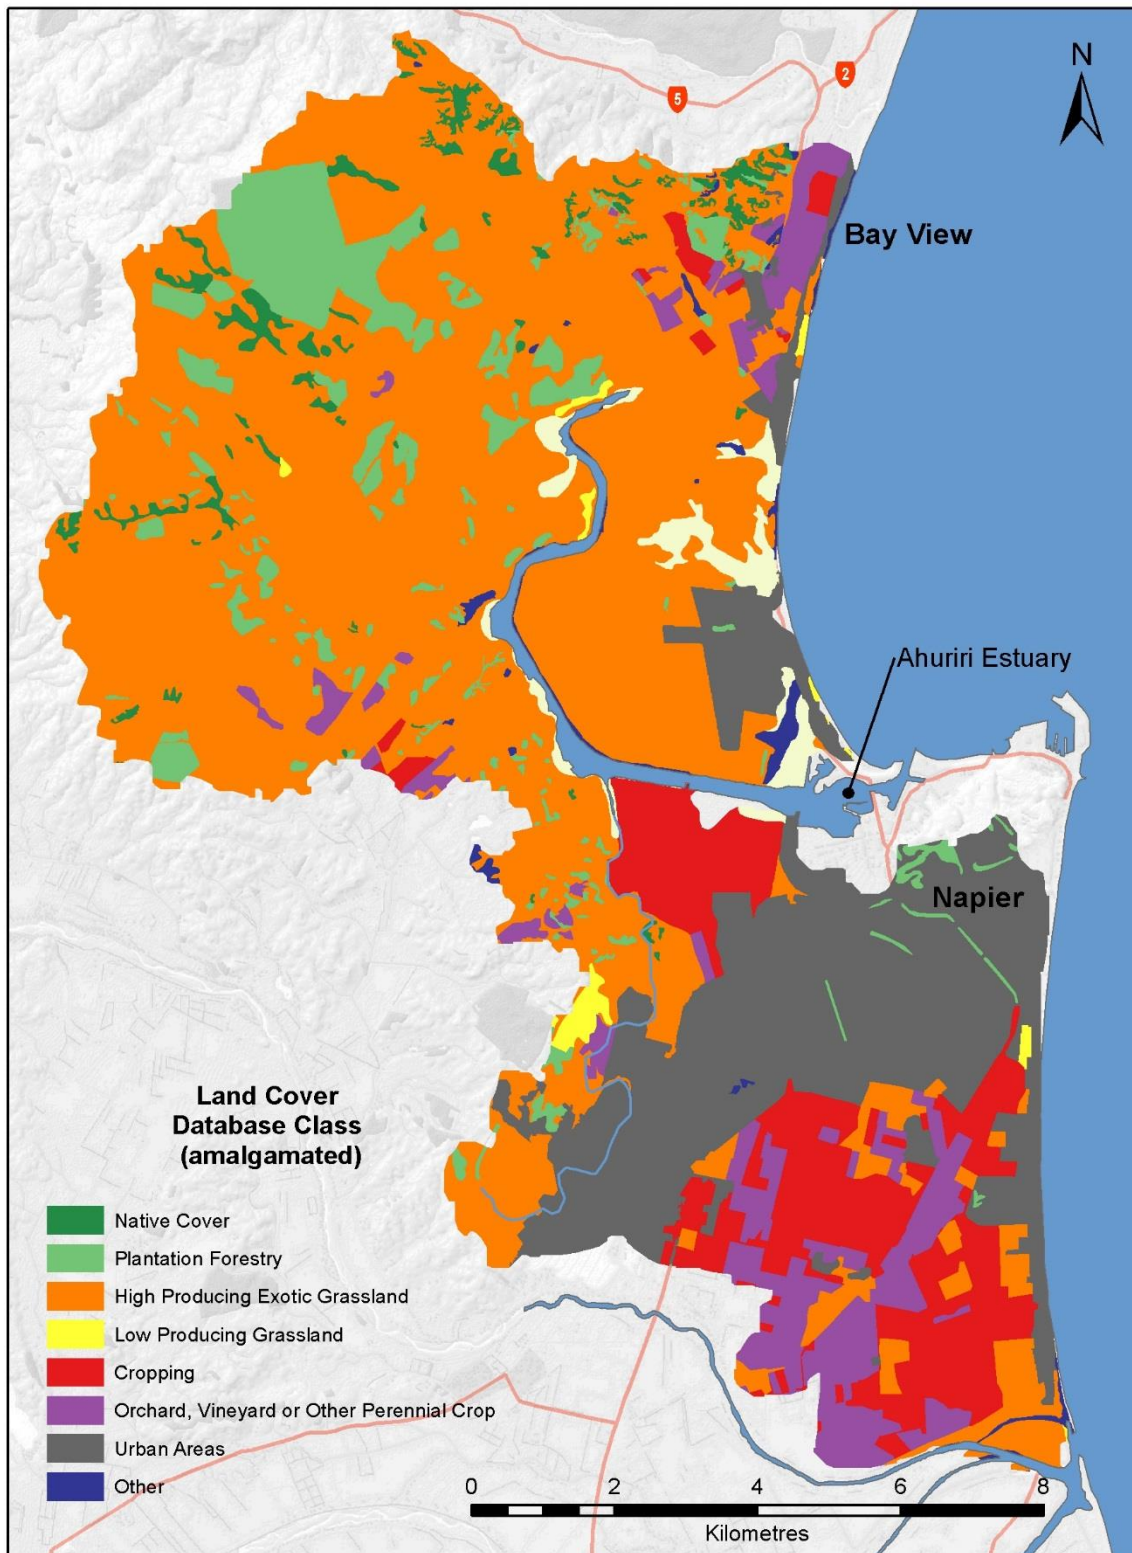 N
2
5
Bay View
Ahuriri Estuary
Napier
Land Cover
Database Class
(amalgamated)
Native Cover
Plantation Forestry
High Producing Exotic Grassland
Low Producing Grassland
Cropping
Orchard, Vineyard or Other Perennial Crop
Urban Areas
Other
0 2 4 6 8
Kilometres